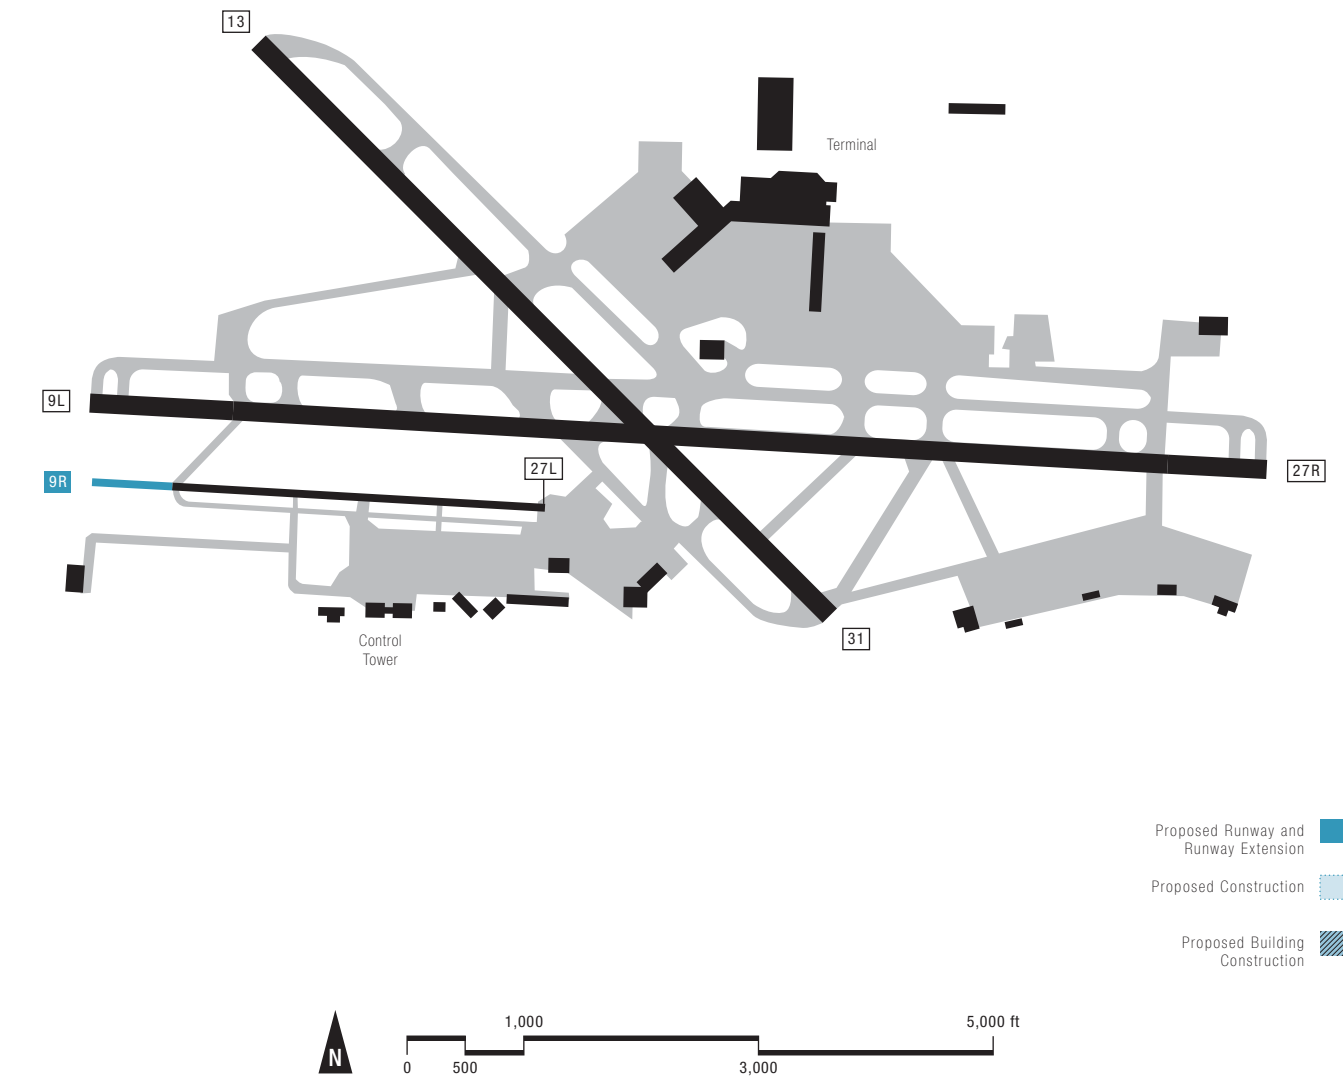 13
Terminal
9L
27L
27R
9R
31
Control
Tower
Proposed Runway and
Runway Extension
Proposed Construction
Proposed Building
Construction
1,000
5,000 ft
N
0
500
3,000